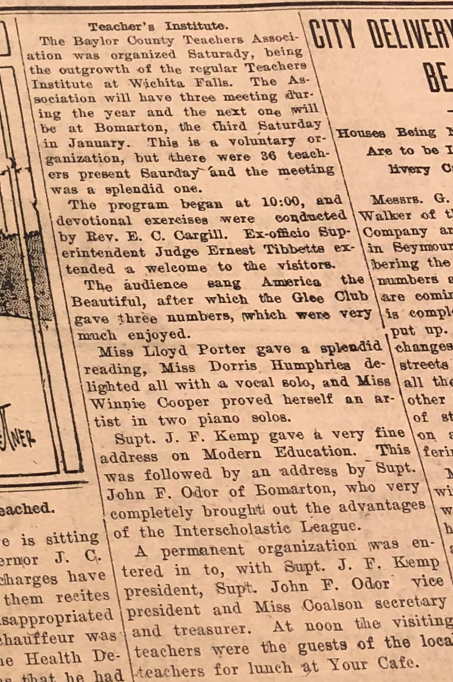 Teacher's Institute.
The Baylor County Teachers Associ-
ation was organized Saturady, being
the outgrowth of the regular Teachers
Institute at Wichita Falls. The As-
sociation will have three meeting dur-
ing the year and the next one will
be at Bomarton, the third Saturday
in January. This is a voluntary or-
ganization, but there were 36 teach-
ers present Saurday and the meeting
was a splendid one.
The program began at 10:00, and
devotional exercises were conducted
by Rev. E. C. Cargill. Ex-officio Sup-
erintendent Judge Ernest Tibbetts ex-
tended a welcome to the visitors.
The audience sang America the
Beautiful, after which the Glee Club
gave three numbers, which were very
much enjoyed.
Miss Lloyd Porter gave a splendid
reading, Miss Dorris Humphries de-
lighted all with a vocal solo, and Miss
Winnie Cooper proved herself an ar-
tist in two piano solos.
Supt. J. F. Kemp gave a very fine
address on Modern Education. This
was followed by an address by Supt.
John F. Odor of Bomarton, who very
completely brought out the advantages
of the Interscholastic League.
A permanent organization was en-
tered in to, with Supt. J. F. Kemp
president, Supt. John F. Odor vice
president and Miss Coalson secretary
and treasurer. At noon the visiting
teachers were the guests of the local
teachers for lunch at Your Cafe.
CITY DELIVERY
BE
Houses Being
Are to be
livery
Messrs. G.
Walker of
Company
in Seymour
bering the
numbers
are
is
put up.
changes
streets
all the
other
of
on a
e is sitting
ernor J. C.
charges have
them recites
isappropriated
chauffeur was
he Health De-
s that he had